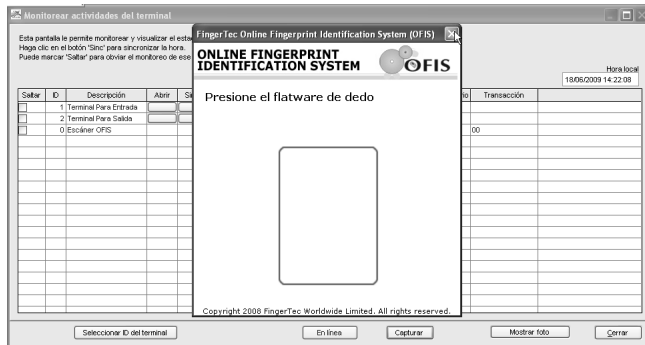 Monitorear actividades del terminal
Esta pantalla le permite monitorear y visualizar el
Haga clic en el botón 'Sinc' para sincronizar la hora.
Puede marcar 'Saltar' para obviar el monitoreo de ese
FingerTec Online Fingerprint Identification System (OFIS)
ONLINE FINGERPRINT
IDENTIFICATION SYSTEM
OFIS
Presione el flatware de dedo
Hora local
18/06/2009 14:22:08
Saltar ID Descripción Abrir Transacción
1 Terminal Para Entrada
2 Terminal Para Salida
0 Escáner OFIS 00
Copyright 2008 FingerTec Worldwide Limited. All rights reserved.
Seleccionar ID del terminal En línea Capturar Mostrar foto Cerrar